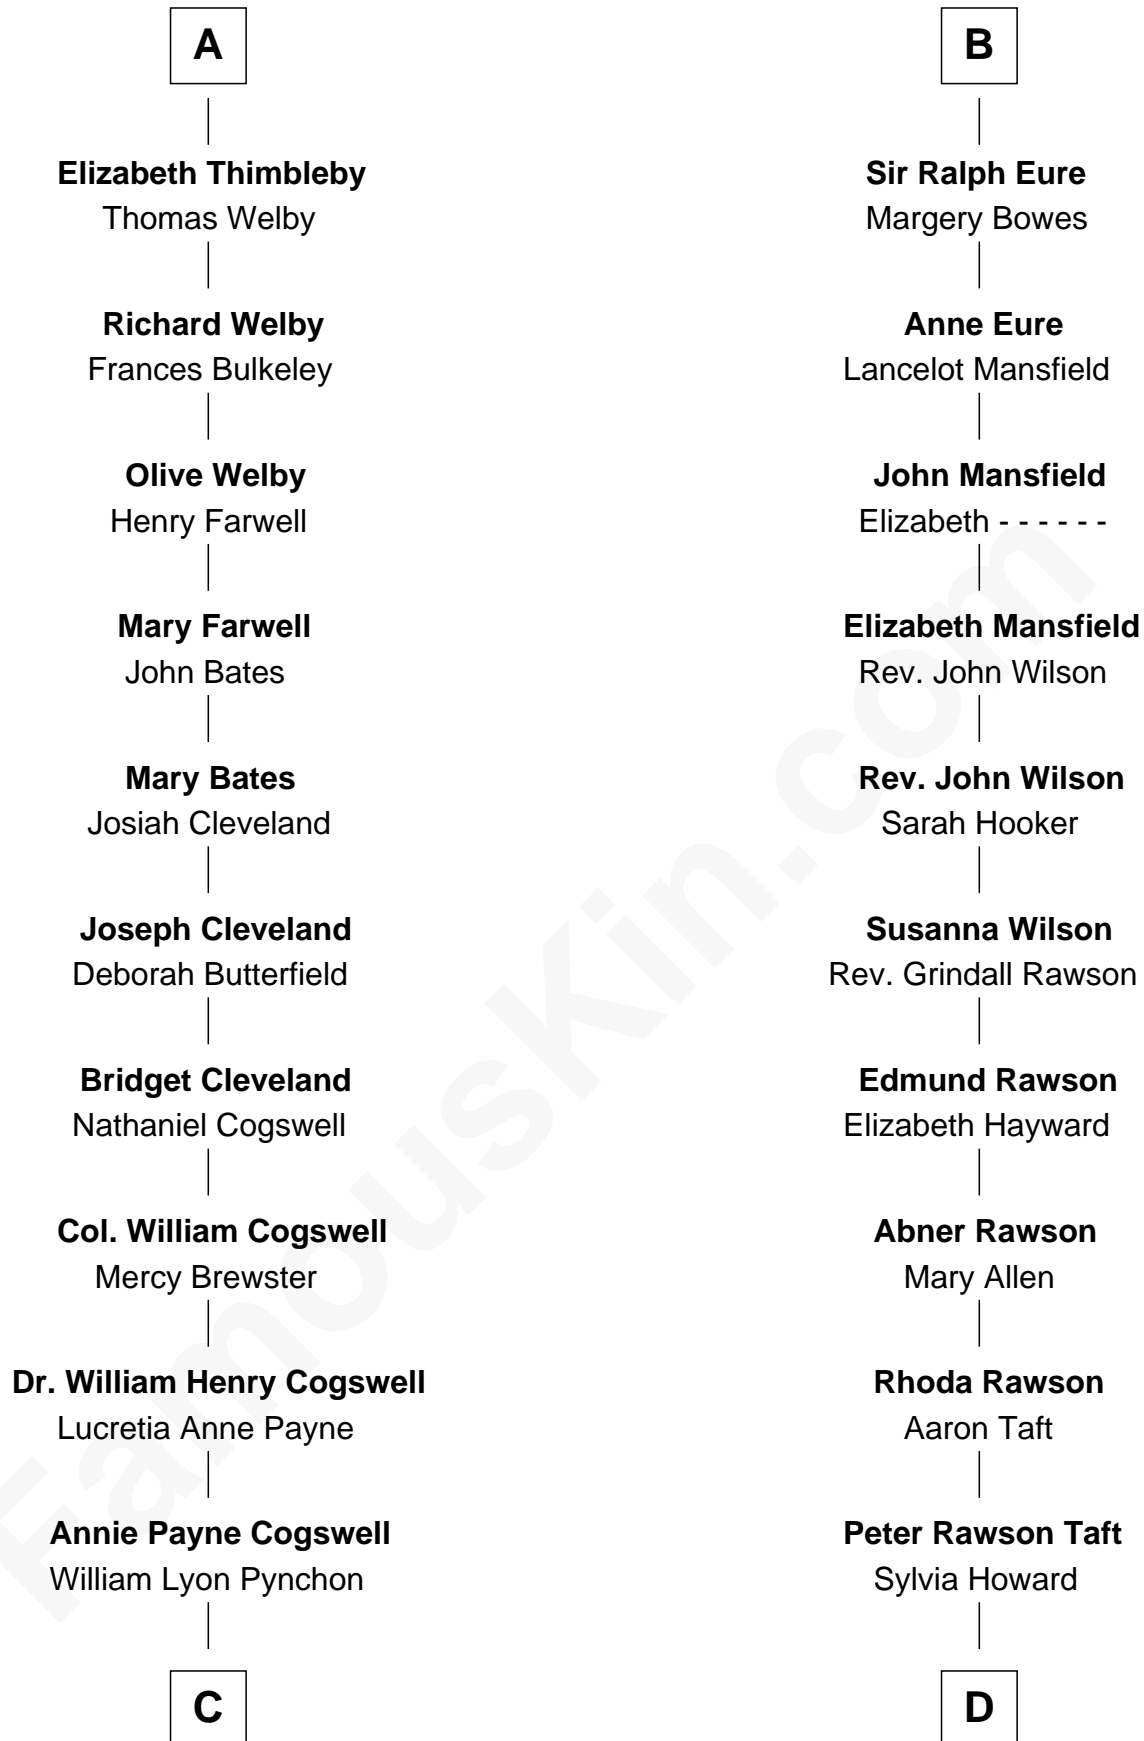 A
Elizabeth Thimbleby
Thomas Welby
Richard Welby
Frances Bulkeley
Olive Welby
Henry Farwell
Mary Farwell
John Bates
Mary Bates
Josiah Cleveland
Joseph Cleveland
Deborah Butterfield
Bridget Cleveland
Nathaniel Cogswell
Col. William Cogswell
Mercy Brewster
Dr. William Henry Cogswell
Lucretia Anne Payne
Annie Payne Cogswell
William Lyon Pynchon
C
B
Sir Ralph Eure
Margery Bowes
Anne Eure
Lancelot Mansfield
John Mansfield
Elizabeth - - - - - -
Elizabeth Mansfield
Rev. John Wilson
Rev. John Wilson
Sarah Hooker
Susanna Wilson
Rev. Grindall Rawson
Edmund Rawson
Elizabeth Hayward
Abner Rawson
Mary Allen
Rhoda Rawson
Aaron Taft
Peter Rawson Taft
Sylvia Howard
D
FamousKin.com